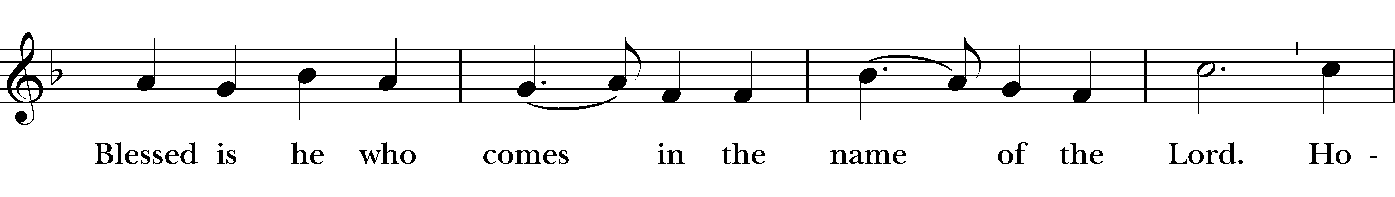 Blessed is he who comes in the name of the Lord. Ho -